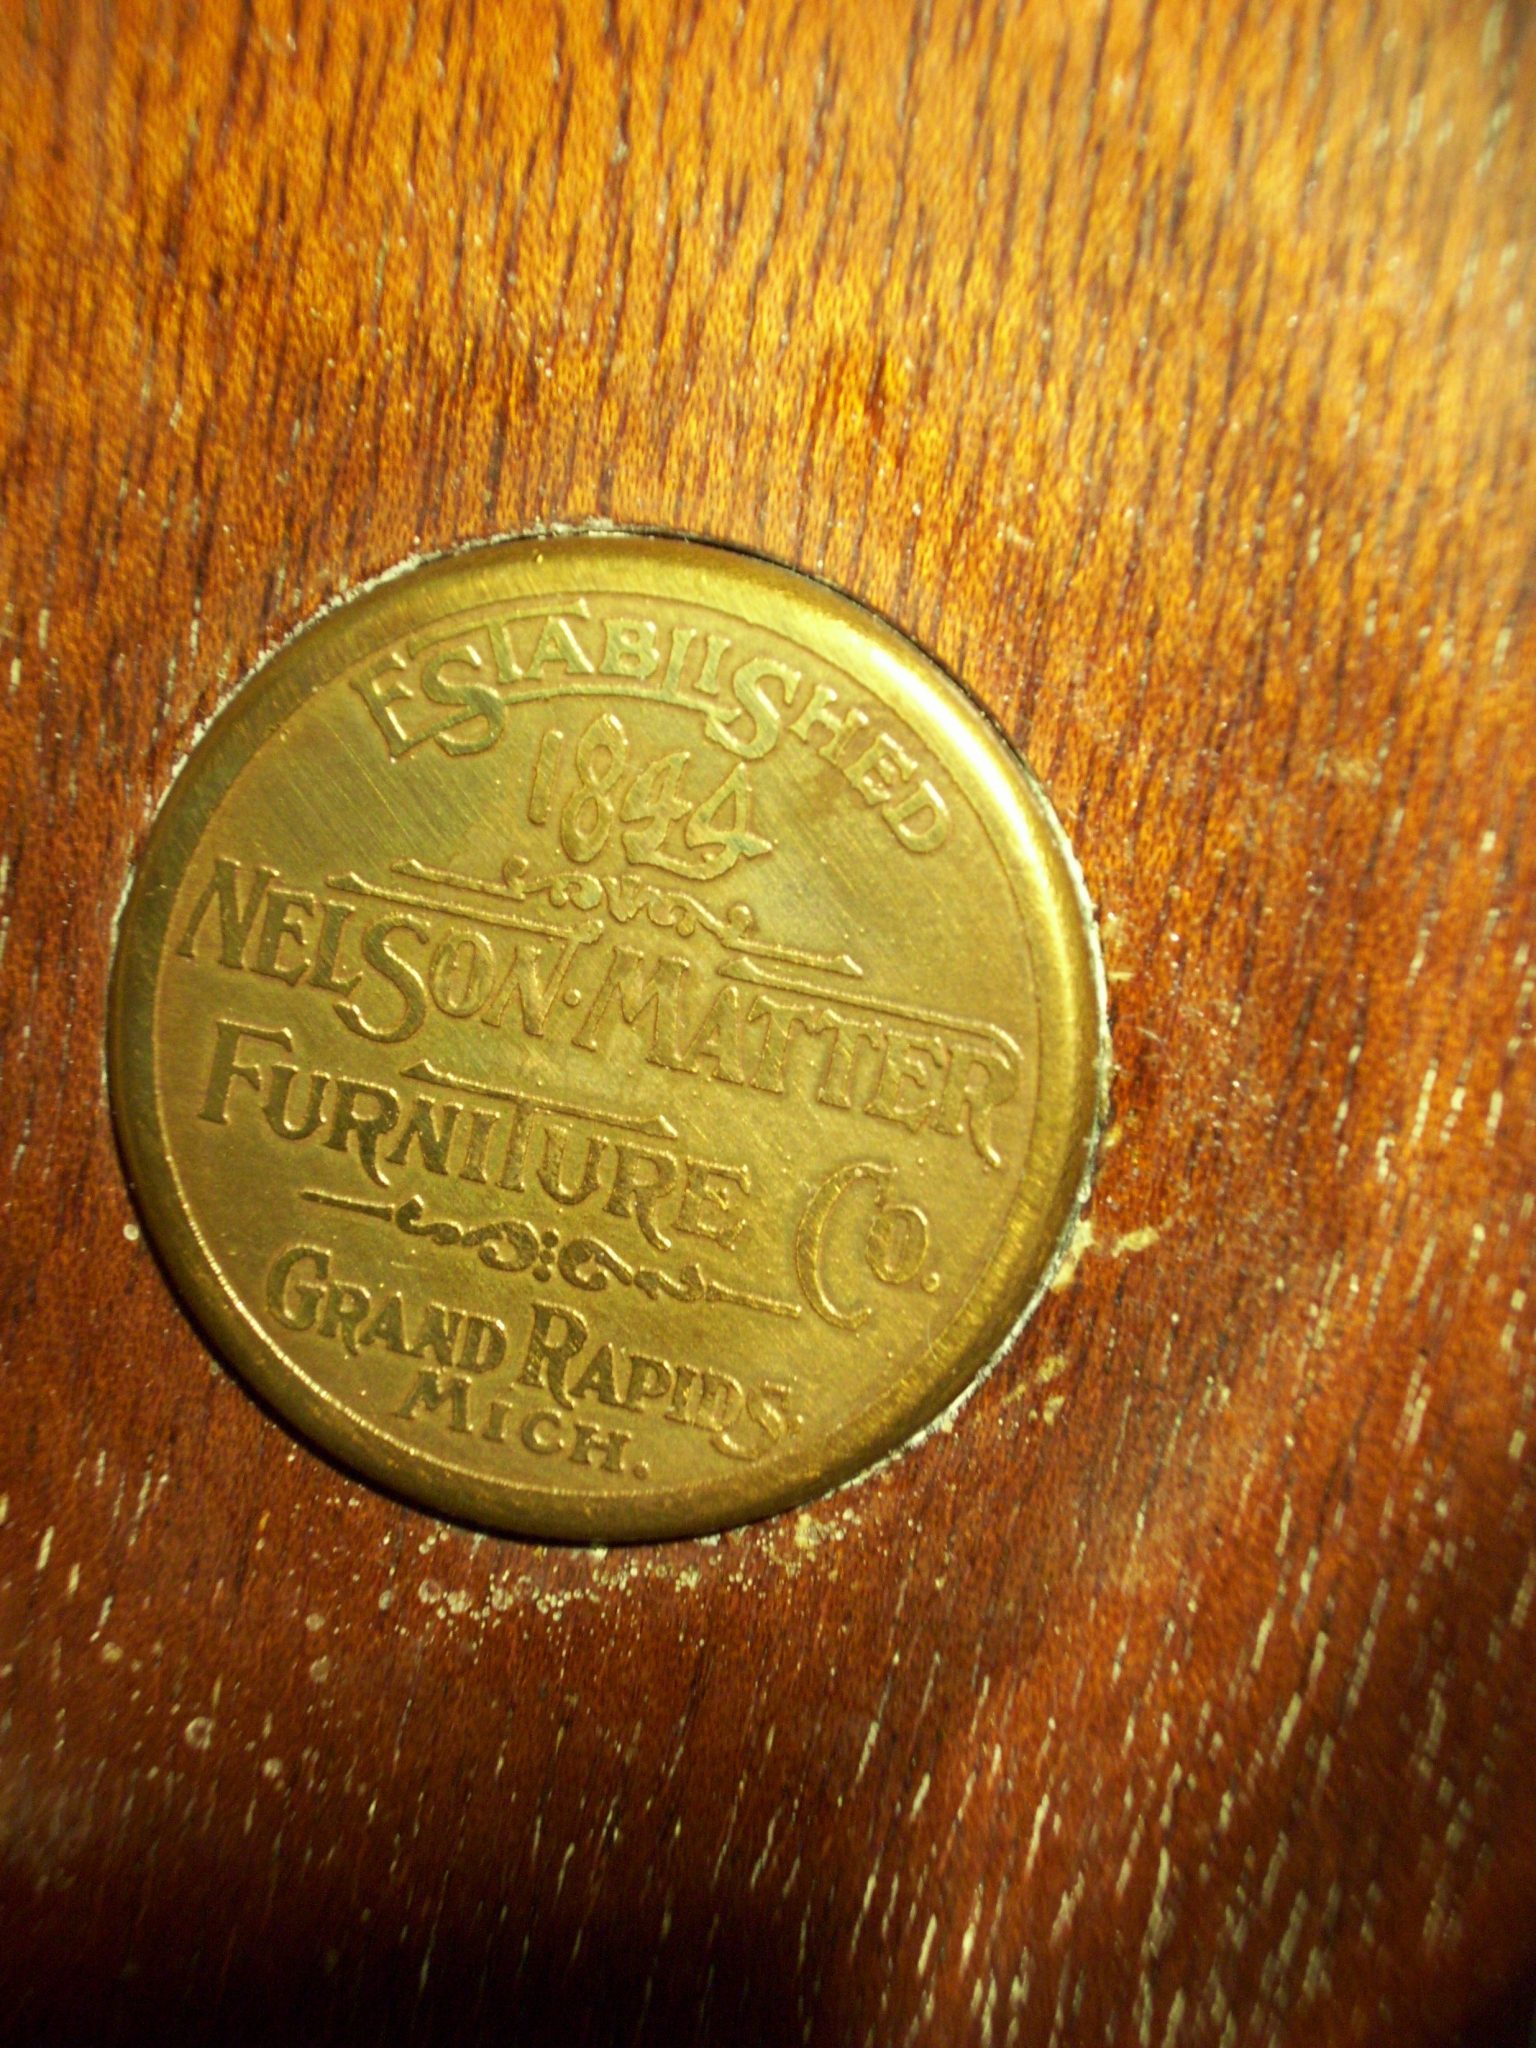 ESTABLISHED
1844
NELSON·MATTER
FURNITURE CO.
GRAND RAPIDS.
MICH.